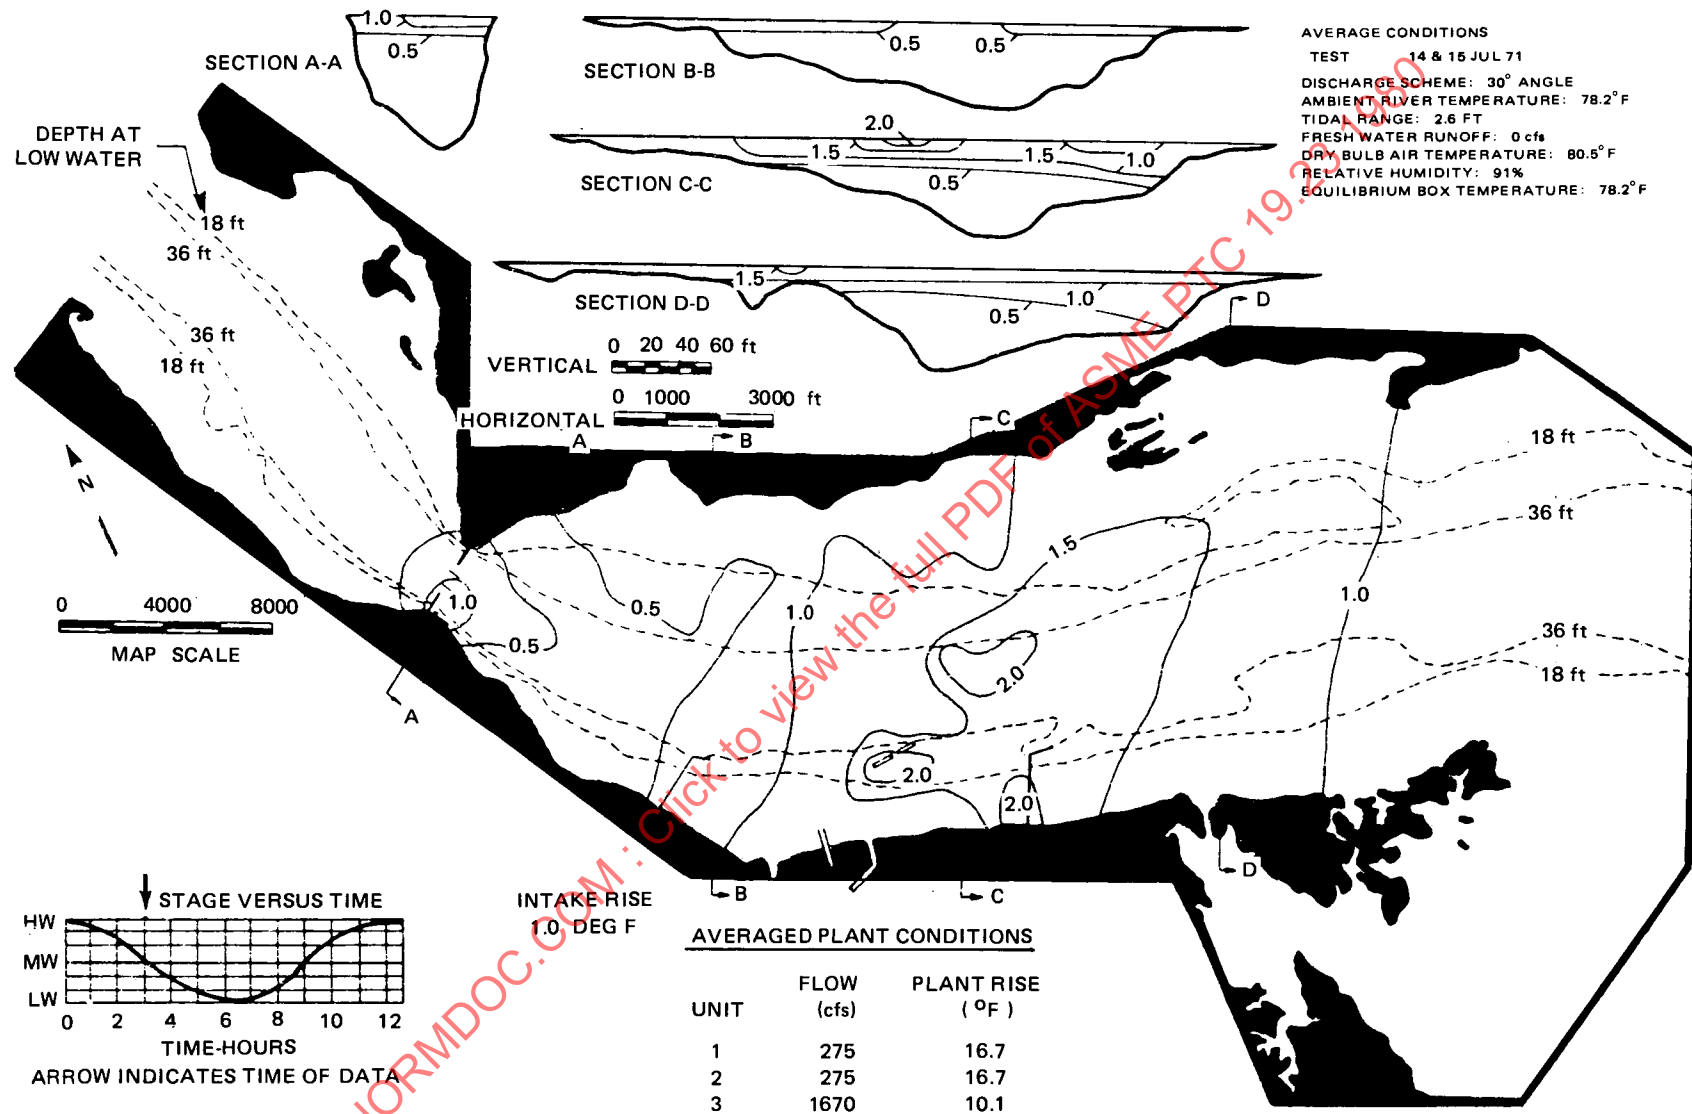 1.0
0.5
SECTION A-A
0.5
0.5
SECTION B-B
2.0
1.5
1.5
1.0
0.5
SECTION C-C
1.5
1.0
0.5
SECTION D-D
AVERAGE CONDITIONS
TEST 14 & 15 JUL 71
DISCHARGE SCHEME: 30° ANGLE
AMBIENT RIVER TEMPERATURE: 78.2°F
TIDAL RANGE: 2.6 FT
FRESH WATER RUNOFF: 0 cfs
DRY BULB AIR TEMPERATURE: 80.5°F
RELATIVE HUMIDITY: 91%
EQUILIBRIUM BOX TEMPERATURE: 78.2°F
DEPTH AT
LOW WATER
18 ft
36 ft
36 ft
18 ft
0 20 40 60 ft
VERTICAL
0 1000 3000 ft
HORIZONTAL
A
B
C
D
N
0 4000 8000
MAP SCALE
1.0
0.5
0.5
1.0
1.5
2.0
2.0
2.0
1.0
18 ft
36 ft
36 ft
18 ft
A
B
C
D
STAGE VERSUS TIME
HW
MW
LW
0 2 4 6 8 10 12
TIME-HOURS
ARROW INDICATES TIME OF DATA
INTAKE RISE
1.0 DEG F
AVERAGED PLANT CONDITIONS
UNIT FLOW (cfs) PLANT RISE (°F)
1 275 16.7
2 275 16.7
3 1670 10.1
NORMDOC.COM : Click to view the full PDF of ASME PTC 19.23 1980